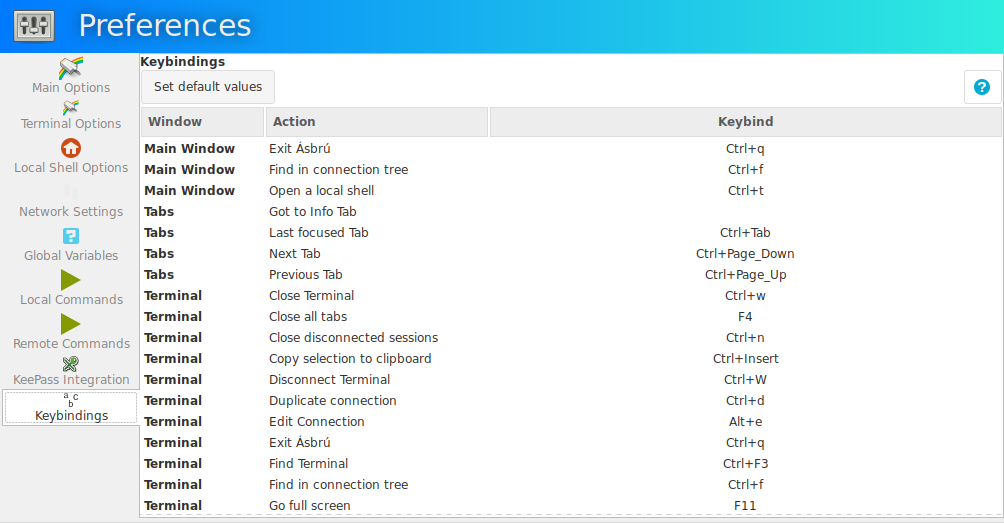 Preferences
Main Options
Terminal Options
Local Shell Options
Network Settings
Global Variables
Local Commands
Remote Commands
KeePass Integration
a b c
Keybindings
Keybindings
Set default values
?
Window Action Keybind
Main Window Exit Ásbrú Ctrl+q
Main Window Find in connection tree Ctrl+f
Main Window Open a local shell Ctrl+t
Tabs Got to Info Tab
Tabs Last focused Tab Ctrl+Tab
Tabs Next Tab Ctrl+Page_Down
Tabs Previous Tab Ctrl+Page_Up
Terminal Close Terminal Ctrl+w
Terminal Close all tabs F4
Terminal Close disconnected sessions Ctrl+n
Terminal Copy selection to clipboard Ctrl+Insert
Terminal Disconnect Terminal Ctrl+W
Terminal Duplicate connection Ctrl+d
Terminal Edit Connection Alt+e
Terminal Exit Ásbrú Ctrl+q
Terminal Find Terminal Ctrl+F3
Terminal Find in connection tree Ctrl+f
Terminal Go full screen F11